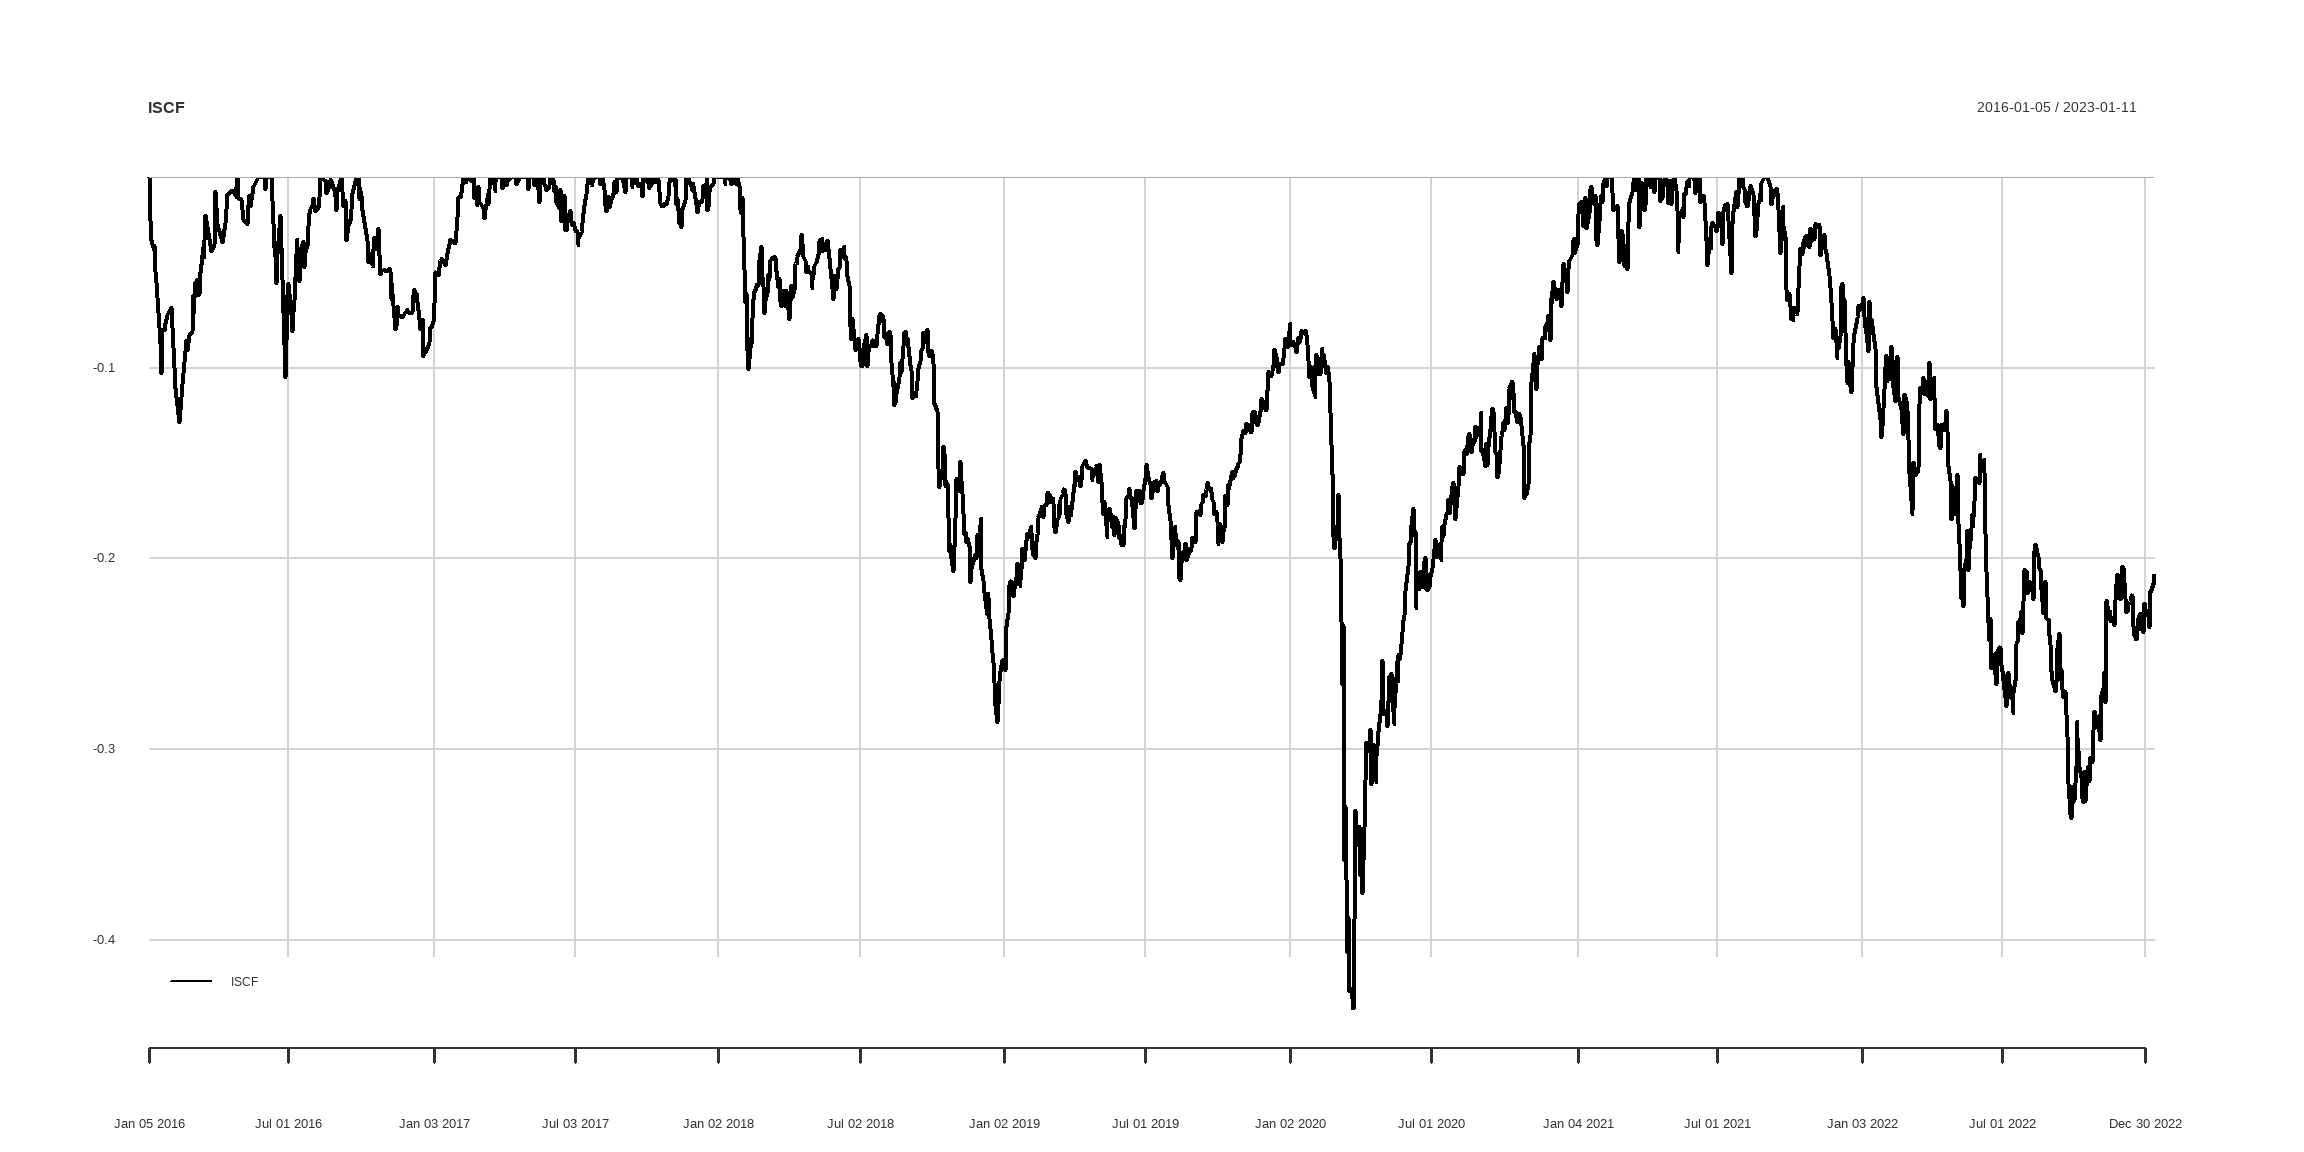 ISCF
2016-01-05 / 2023-01-11
-0.1
-0.2
-0.3
-0.4
ISCF
Jan 05 2016
Jul 01 2016
Jan 03 2017
Jul 03 2017
Jan 02 2018
Jul 02 2018
Jan 02 2019
Jul 01 2019
Jan 02 2020
Jul 01 2020
Jan 04 2021
Jul 01 2021
Jan 03 2022
Jul 01 2022
Dec 30 2022